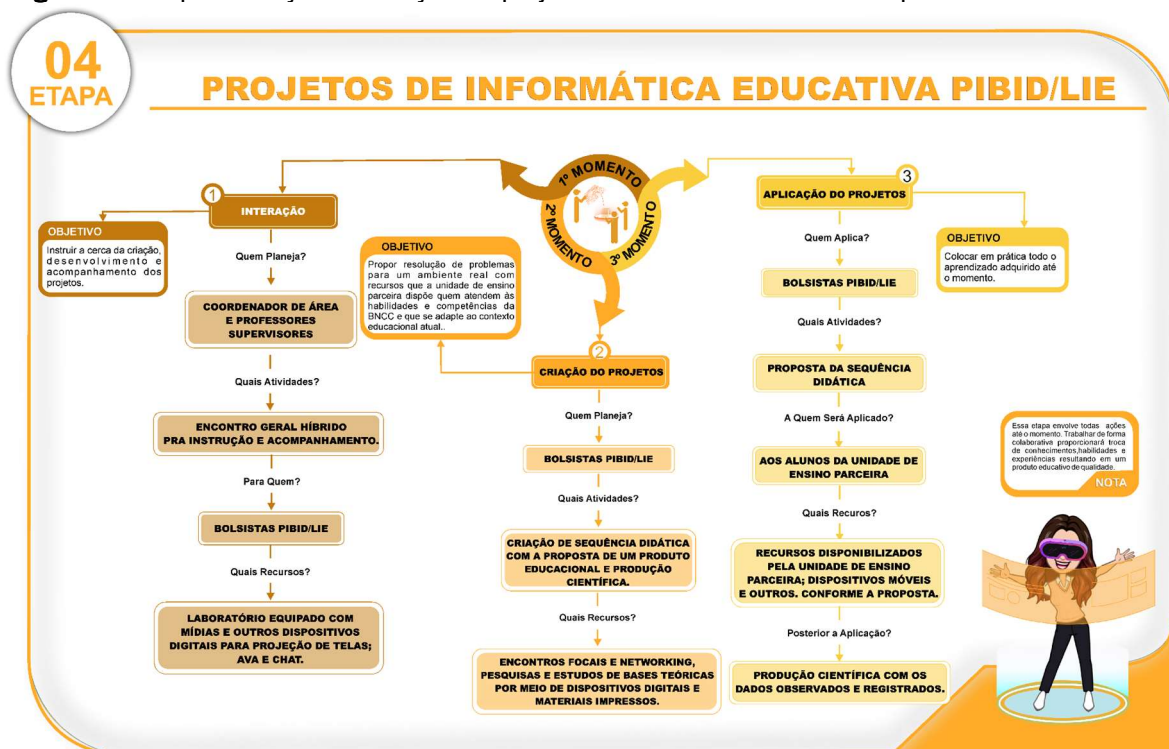 04
ETAPA
PROJETOS DE INFORMÁTICA EDUCATIVA PIBID/LIE
1º MOMENTO
2º MOMENTO
3º MOMENTO
1
INTERAÇÃO
OBJETIVO
Instruir a cerca da criação,
desenvolvimento e
acompanhamento dos
projetos.
Quem Planeja?
COORDENADOR DE ÁREA
E PROFESSORES
SUPERVISORES
Quais Atividades?
ENCONTRO GERAL HÍBRIDO
PRA INSTRUÇÃO E ACOMPANHAMENTO.
Para Quem?
BOLSISTAS PIBID/LIE
Quais Recursos?
LABORATÓRIO EQUIPADO COM
MÍDIAS E OUTROS DISPOSITIVOS
DIGITAIS PARA PROJEÇÃO DE TELAS;
AVA E CHAT.
OBJETIVO
Propor resolução de problemas
para um ambiente real com
recursos que a unidade de ensino
parceira dispõe quem atendem às
habilidades e competências da
BNCC e que se adapte ao contexto
educacional atual..
2
CRIAÇÃO DO PROJETOS
Quem Planeja?
BOLSISTAS PIBID/LIE
Quais Atividades?
CRIAÇÃO DE SEQUÊNCIA DIDÁTICA
COM A PROPOSTA DE UM PRODUTO
EDUCACIONAL E PRODUÇÃO
CIENTÍFICA.
Quais Recursos?
ENCONTROS FOCAIS E NETWORKING,
PESQUISAS E ESTUDOS DE BASES TEÓRICAS
POR MEIO DE DISPOSITIVOS DIGITAIS E
MATERIAIS IMPRESSOS.
3
APLICAÇÃO DO PROJETOS
OBJETIVO
Colocar em prática todo o
aprendizado adquirido até
o momento.
Quem Aplica?
BOLSISTAS PIBID/LIE
Quais Atividades?
PROPOSTA DA SEQUÊNCIA
DIDÁTICA
A Quem Será Aplicado?
AOS ALUNOS DA UNIDADE DE
ENSINO PARCEIRA
Quais Recuros?
RECURSOS DISPONIBILIZADOS
PELA UNIDADE DE ENSINO
PARCEIRA; DISPOSITIVOS MÓVEIS
E OUTROS. CONFORME A PROPOSTA.
Posterior a Aplicação?
PRODUÇÃO CIENTÍFICA COM OS
DADOS OBSERVADOS E REGISTRADOS.
Essa etapa envolve todas ações
até o momento. Trabalhar de forma
colaborativa proporcionará troca
de conhecimentos,habilidades e
experiências resultando em um
produto educativo de qualidade.
NOTA